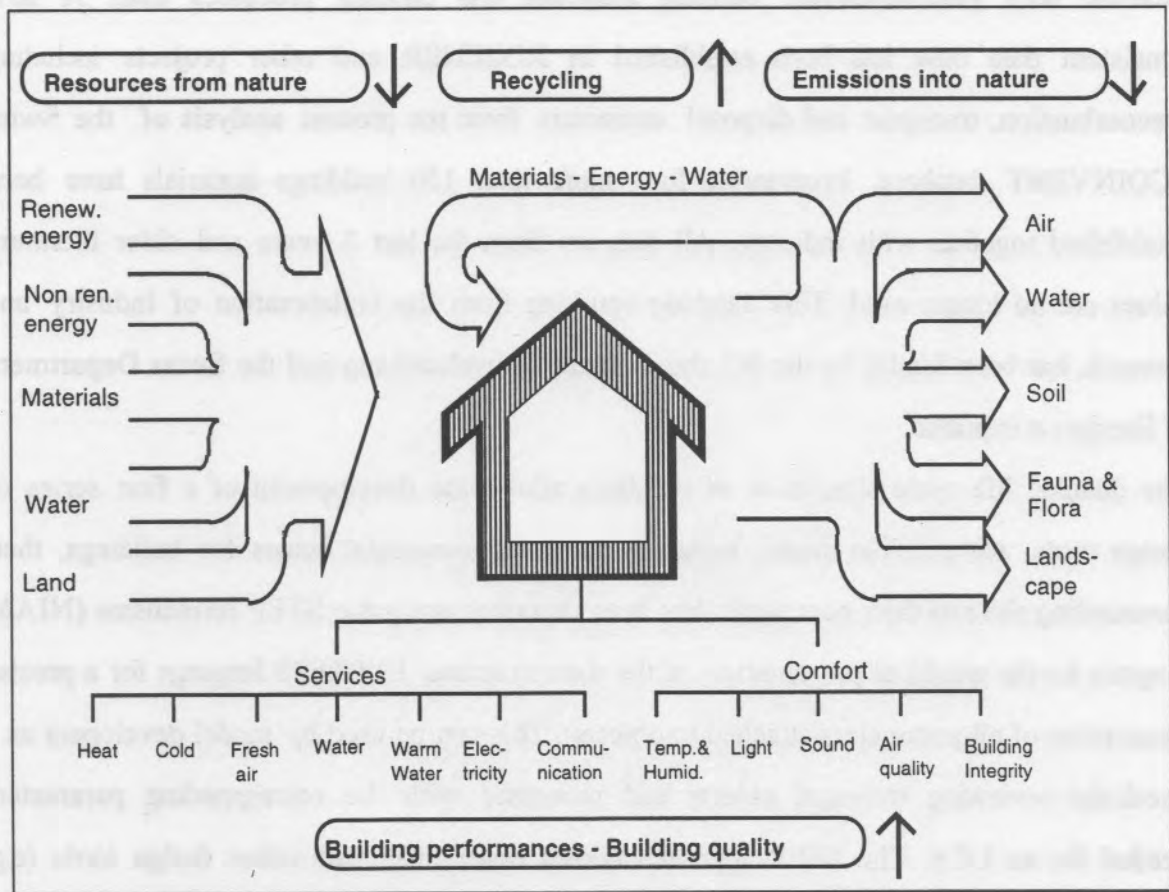 Resources from nature
Recycling
Emissions into nature
Materials - Energy - Water
Renew.
energy
Non ren.
energy
Materials
Water
Land
Air
Water
Soil
Fauna &
Flora
Lands-
cape
Services
Comfort
Heat
Cold
Fresh
air
Water
Warm
Water
Elec-
tricity
Commu-
nication
Temp.&
Humid.
Light
Sound
Air
quality
Building
Integrity
Building performances - Building quality